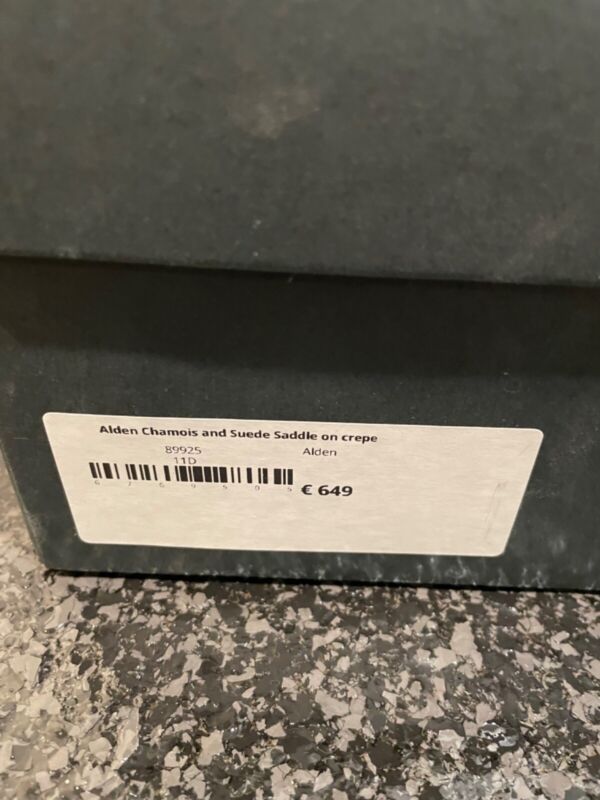 Alden Chamois and Suede Saddle on crepe
89925 Alden
11D
€ 649